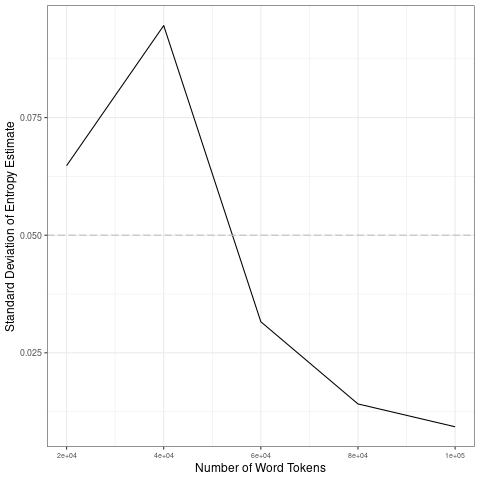 Standard Deviation of Entropy Estimate
0.075
0.050
0.025
2e+04 4e+04 6e+04 8e+04 1e+05
Number of Word Tokens